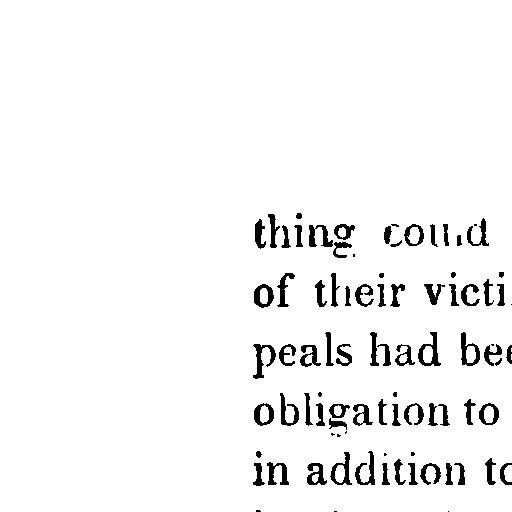 thing could
of their victi
peals had bee
obligation to
in addition to